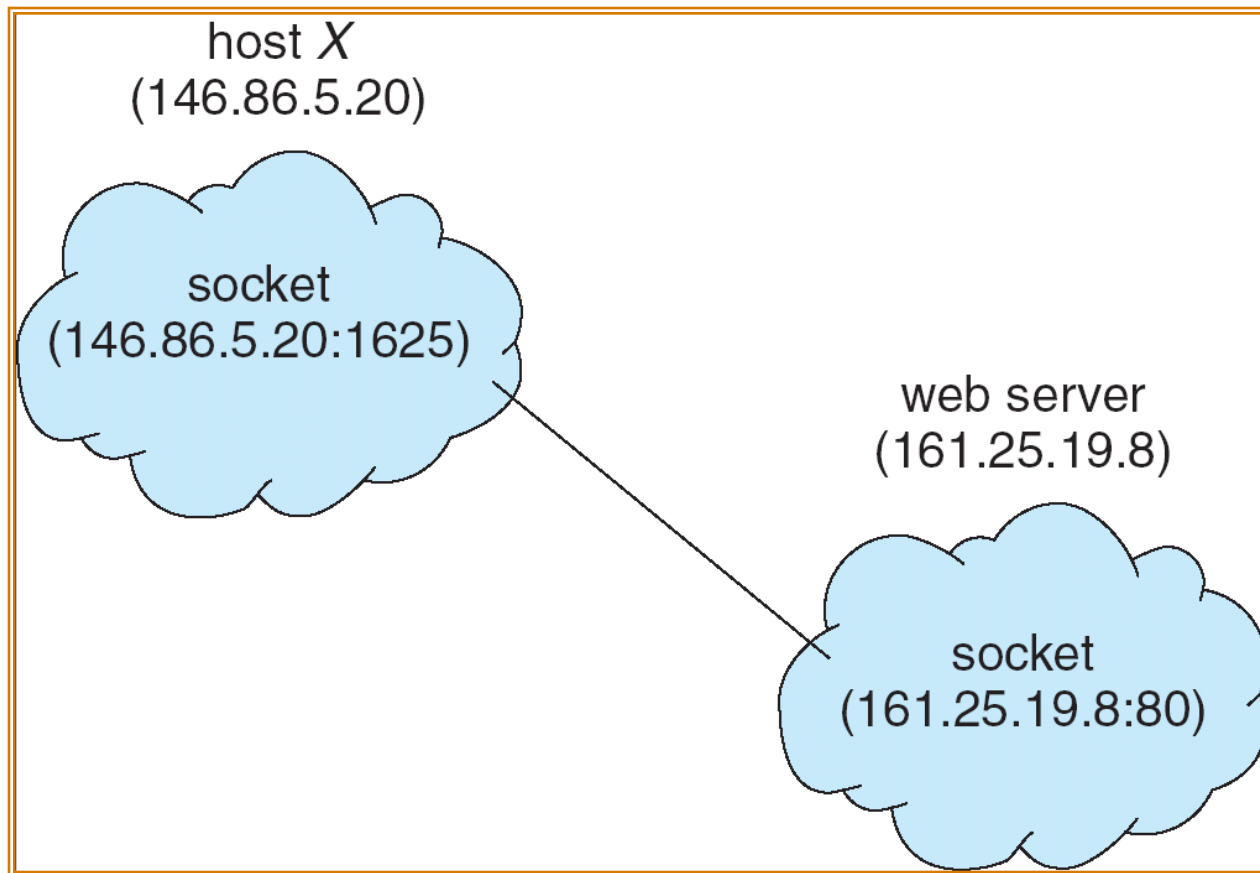 host X
(146.86.5.20)
socket
(146.86.5.20:1625)
web server
(161.25.19.8)
socket
(161.25.19.8:80)